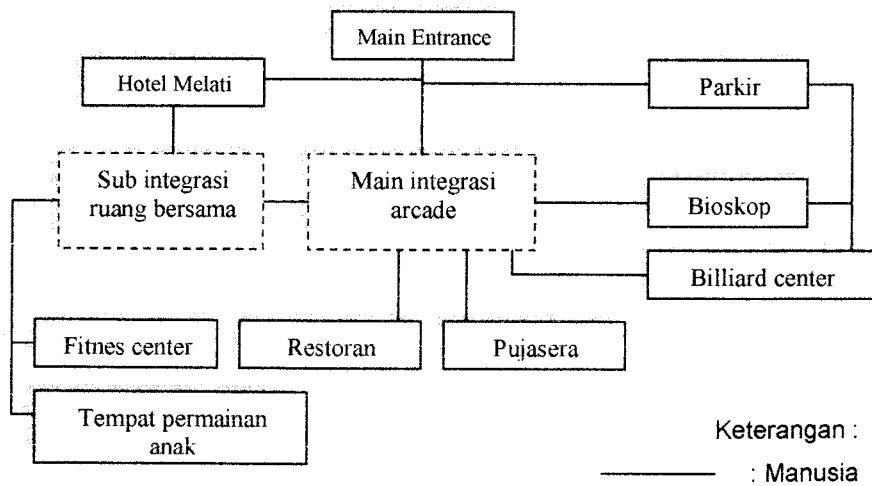 Main Entrance
Hotel Melati
Parkir
Sub integrasi
ruang bersama
Main integrasi
arcade
Bioskop
Billiard center
Fitnes center
Restoran
Pujasera
Tempat permainan
anak
Keterangan :
: Manusia